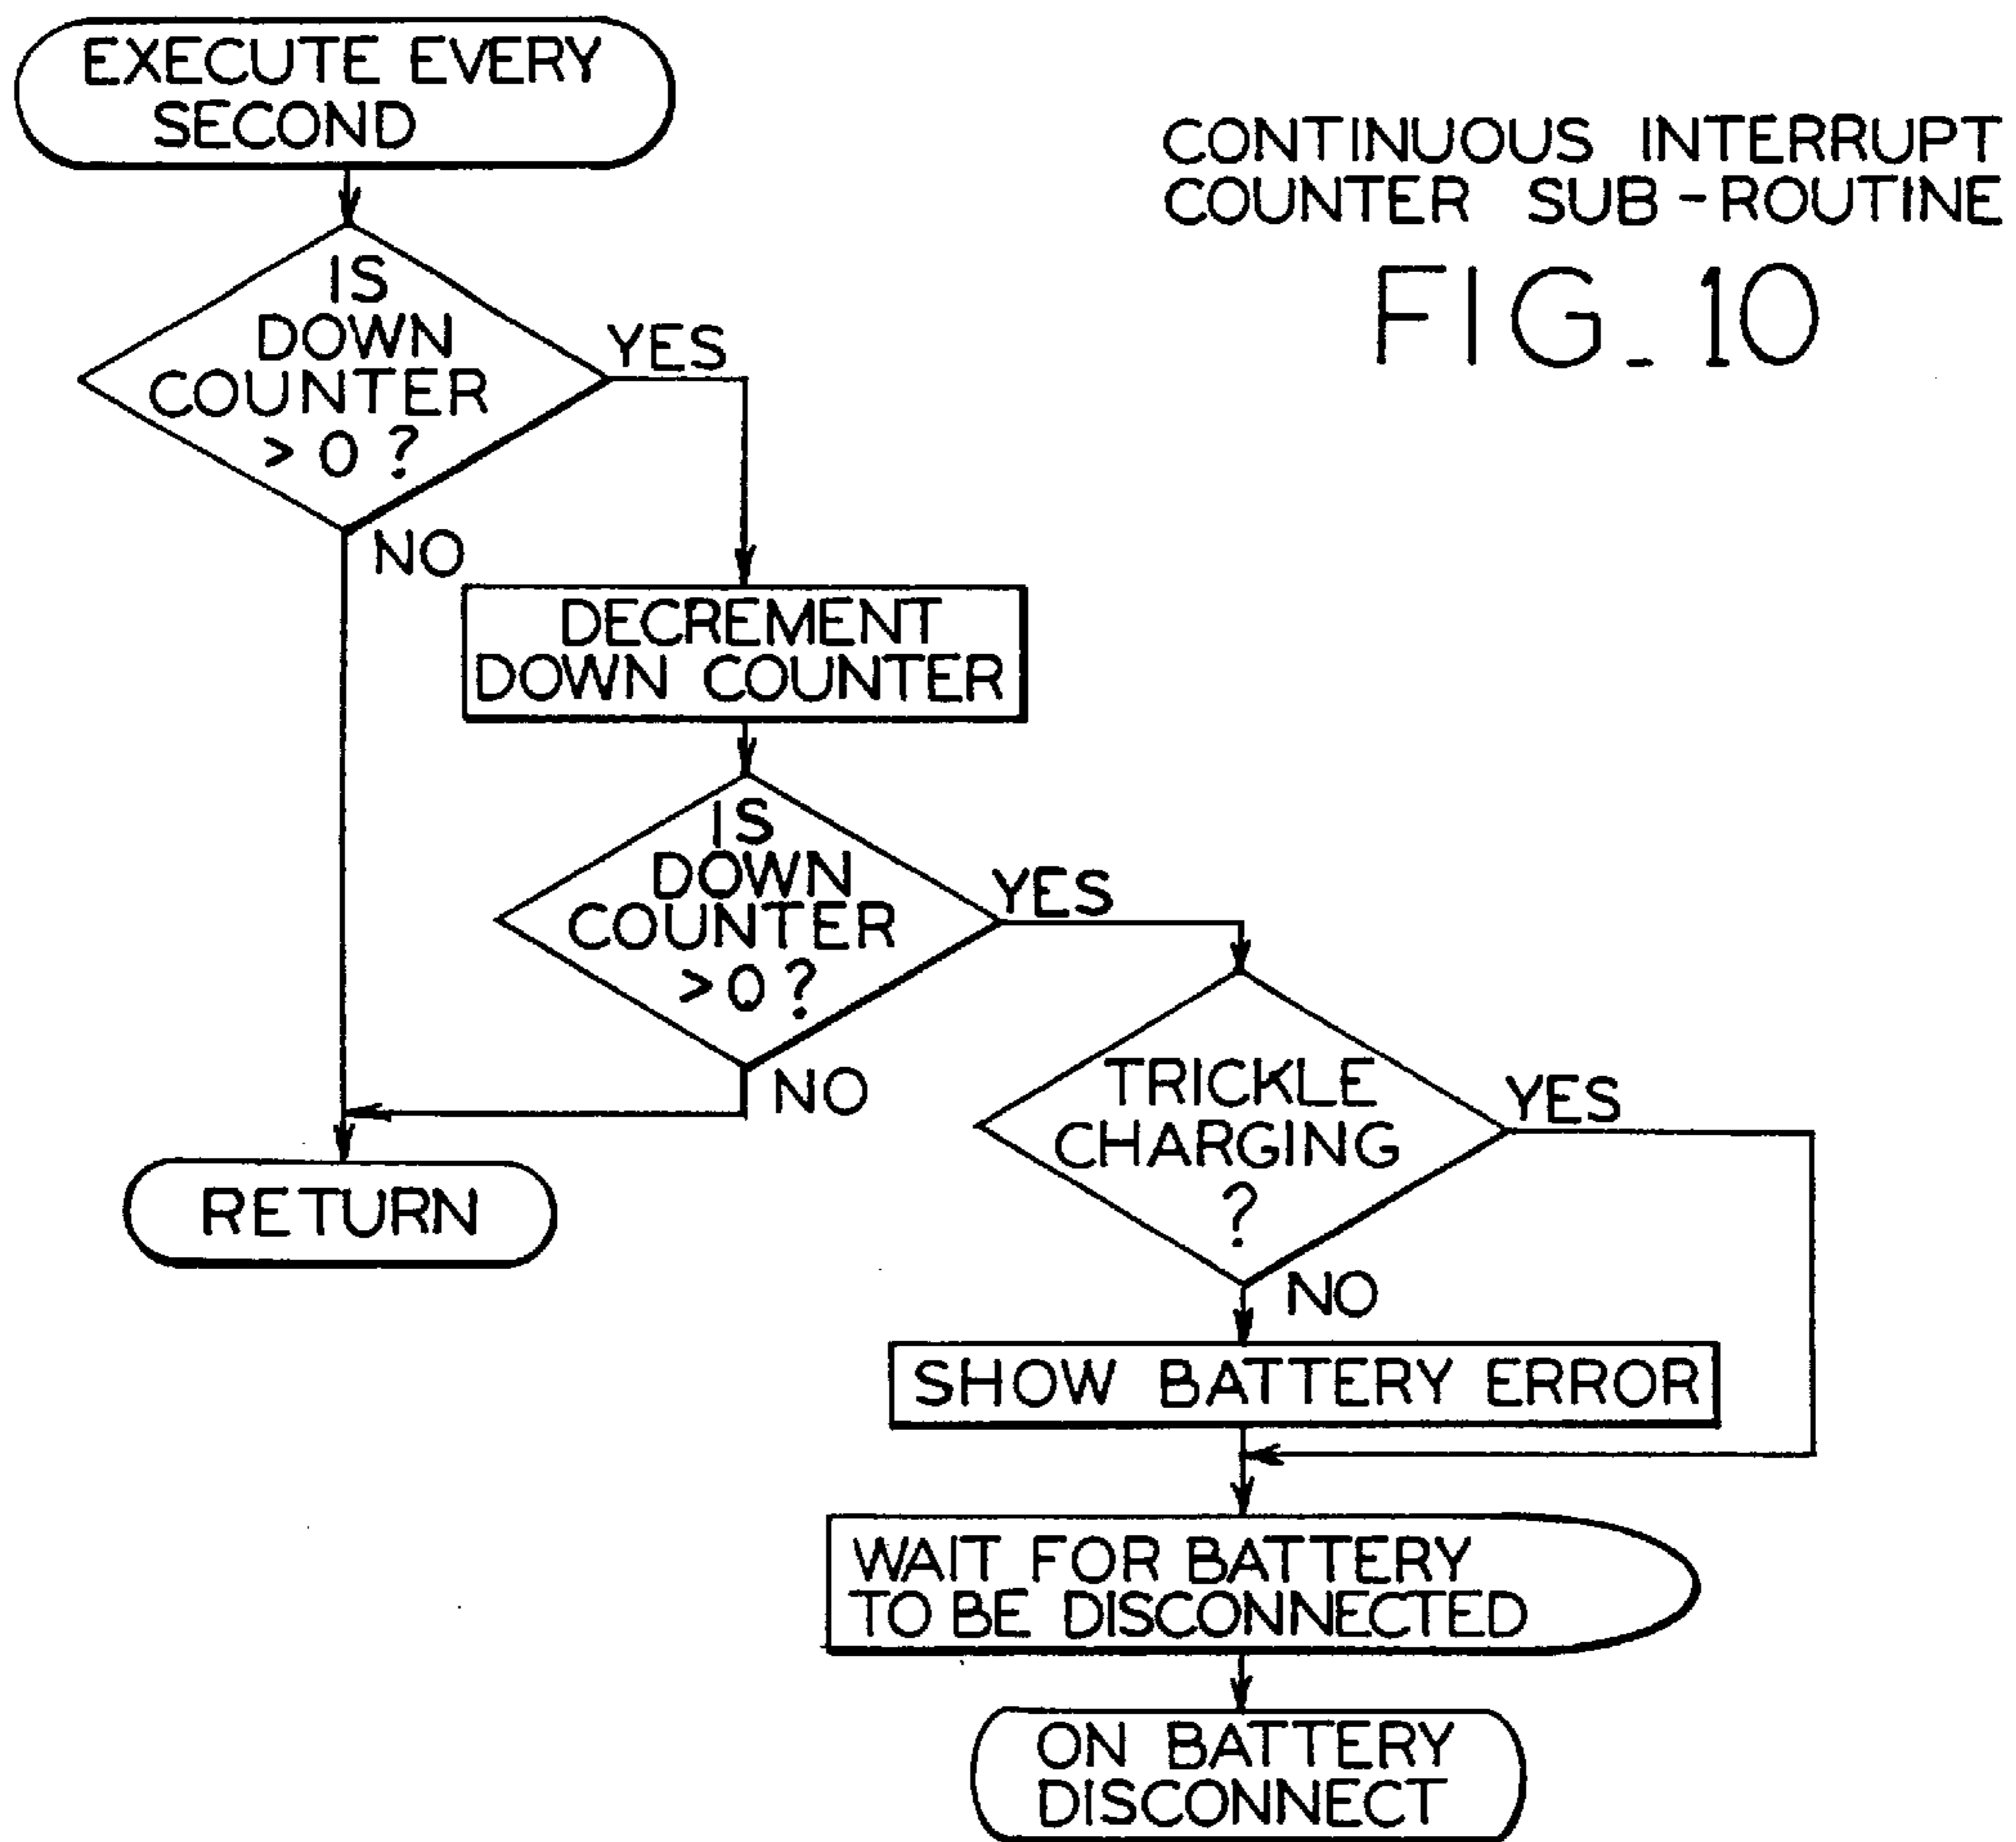 EXECUTE EVERY
SECOND
CONTINUOUS INTERRUPT
COUNTER SUB-ROUTINE
FIG. 10
IS
DOWN
COUNTER
> 0 ?
YES
NO
DECREMENT
DOWN COUNTER
IS
DOWN
COUNTER
> 0 ?
YES
NO
RETURN
TRICKLE
CHARGING
?
YES
NO
SHOW BATTERY ERROR
WAIT FOR BATTERY
TO BE DISCONNECTED
ON BATTERY
DISCONNECT